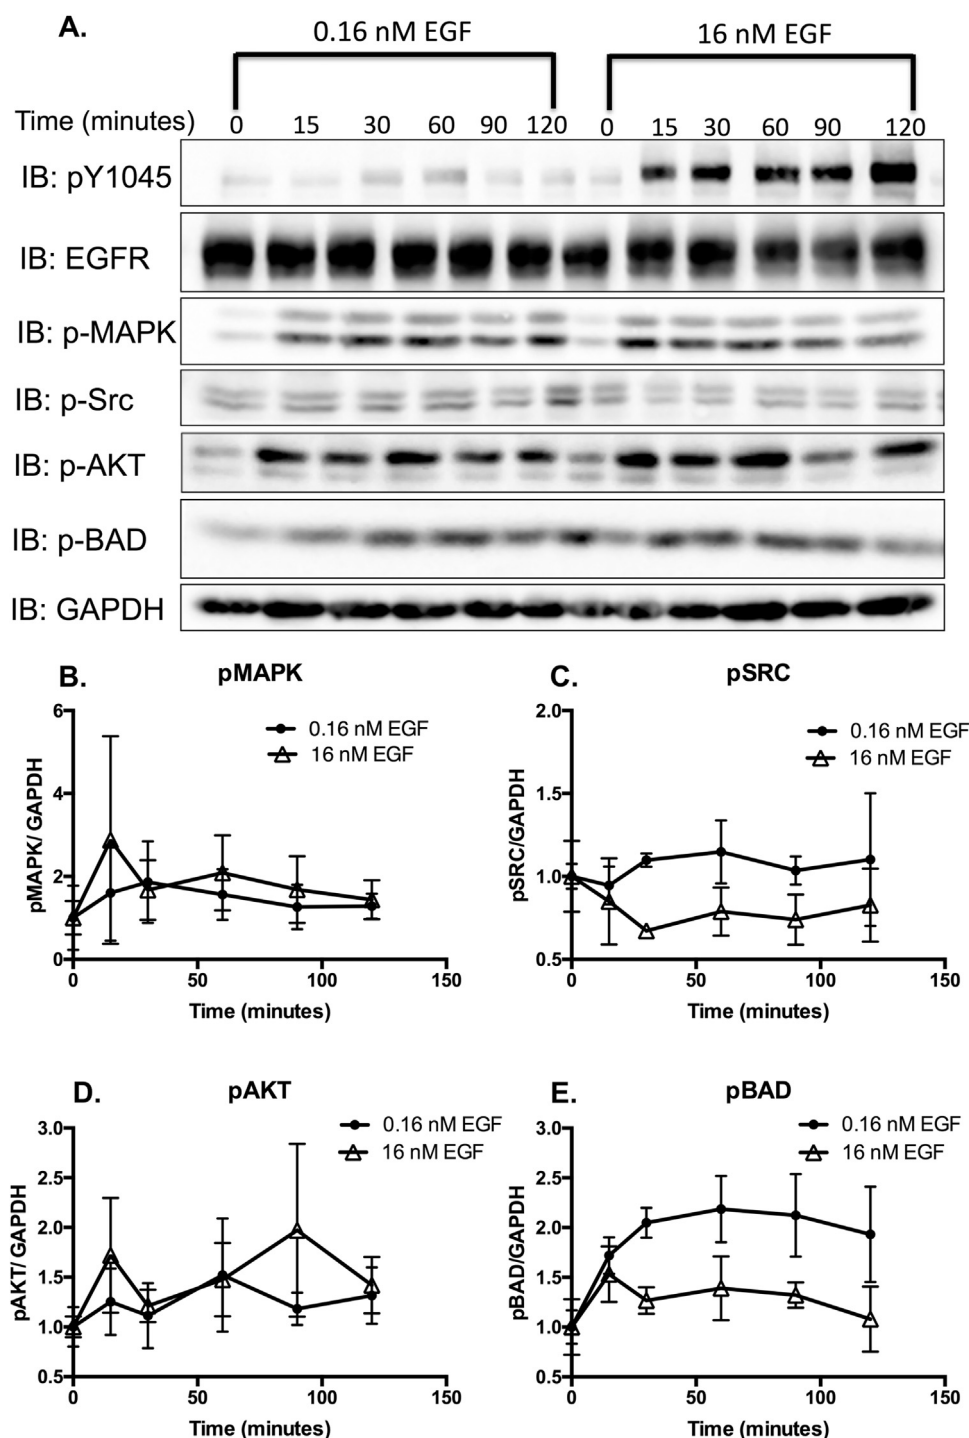 A.
0.16 nM EGF 16 nM EGF
Time (minutes) 0 15 30 60 90 120 0 15 30 60 90 120
IB: pY1045
IB: EGFR
IB: p-MAPK
IB: p-Src
IB: p-AKT
IB: p-BAD
IB: GAPDH
B.
pMAPK
0.16 nM EGF
16 nM EGF
pMAPK/ GAPDH
6
4
2
0
0 50 100 150
Time (minutes)
C.
pSRC
0.16 nM EGF
16 nM EGF
pSRC/GAPDH
2.0
1.5
1.0
0.5
0 50 100 150
Time (minutes)
D.
pAKT
0.16 nM EGF
16 nM EGF
pAKT/ GAPDH
3.0
2.5
2.0
1.5
1.0
0.5
0 50 100 150
Time (minutes)
E.
pBAD
0.16 nM EGF
16 nM EGF
pBAD/GAPDH
3.0
2.5
2.0
1.5
1.0
0.5
0 50 100 150
Time (minutes)